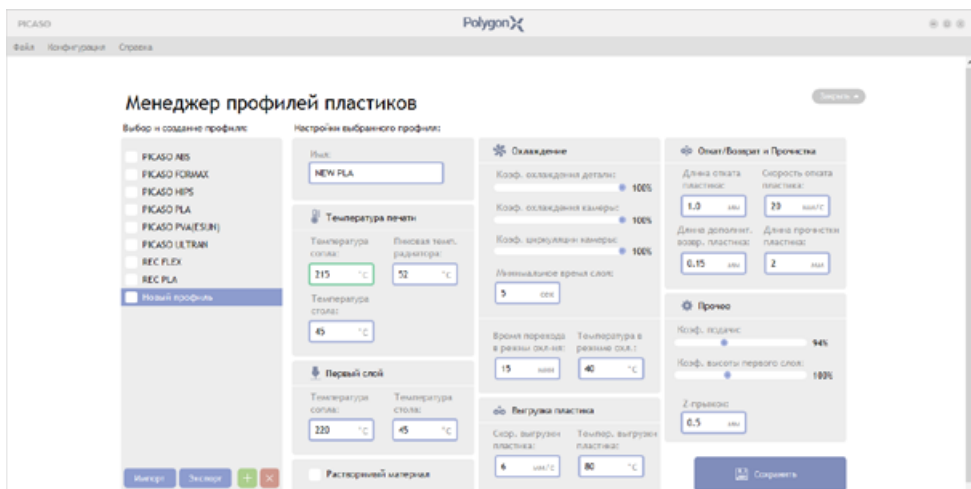 PICASO
PolygonX
Файл Конфигурация Справка
Менеджер профилей пластиков
Закрыть
Выбор и создание профиля:
PICASO ABS
PICASO FORMAX
PICASO HIPS
PICASO PLA
PICASO PVA(ESUN)
PICASO ULTRAN
REC FLEX
REC PLA
Новый профиль
Импорт Экспорт + ×
Настройки выбранного профиля:
Имя:
NEW PLA
Температура печати
Температура сопла:
215 °C
Пиковая темп. радиатора:
52 °C
Температура стола:
45 °C
Первый слой
Температура сопла:
220 °C
Температура стола:
45 °C
Растворимый материал
Охлаждение
Коэф. охлаждения детали:
100%
Коэф. охлаждения камеры:
100%
Коэф. циркуляции камеры:
100%
Минимальное время слоя:
5 сек
Время перехода в режим охл-ия:
15 мин
Температура в режиме охл.:
40 °C
Выгрузка пластика
Скор. выгрузки пластика:
6 мм/с
Темпер. выгрузки пластика:
80 °C
Откат/Возврат и Прочистка
Длина отката пластика:
1.0 мм
Скорость отката пластика:
20 мм/с
Длина дополнит. возвр. пластика:
0.15 мм
Длина прочистки пластика:
2 мм
Прочее
Коэф. подачи:
94%
Коэф. высоты первого слоя:
100%
Z-прыжок:
0.5 мм
Сохранить